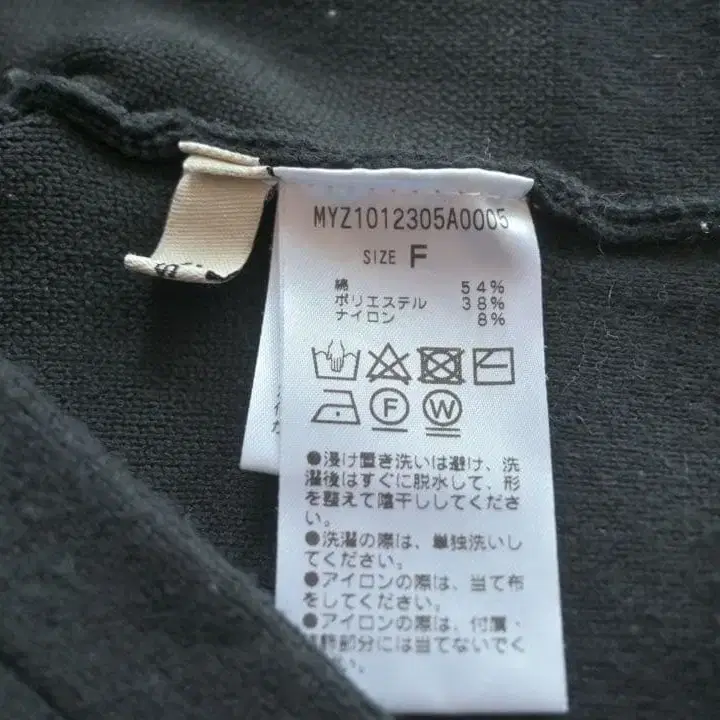 MYZ1012305A0005
SIZE F
綿 54%
ポリエステル 38%
ナイロン 8%
F W
●浸け置き洗いは避け、洗
濯後はすぐに脱水して、形
を整えて陰干ししてくださ
い。
●洗濯の際は、単独洗いし
てください。
●アイロンの際は、当て布
をしてください。
●アイロンの際は、付属・
飾部分には当てないでく
さい。